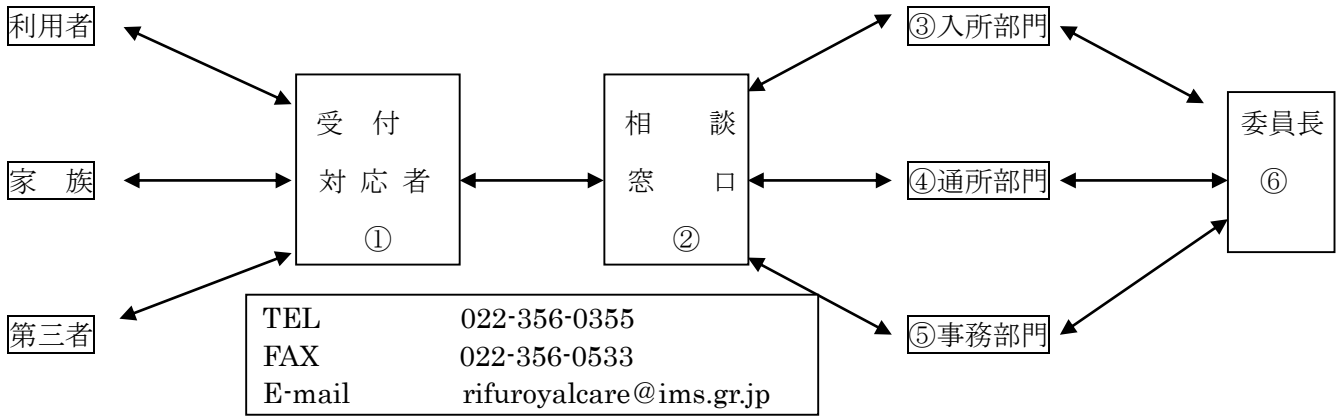 利用者
家　族
第三者
受　付
対 応 者
①
相　　談
窓　　口
②
③入所部門
④通所部門
⑤事務部門
委員長
⑥
TEL 022-356-0355
FAX 022-356-0533
E-mail rifuroyalcare@ims.gr.jp